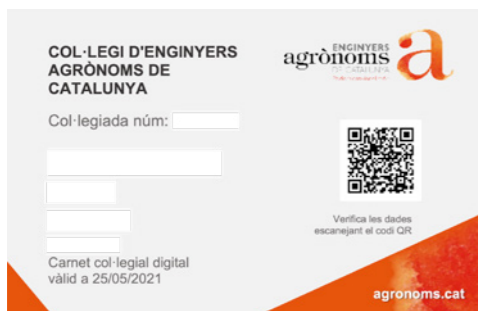 COL·LEGI D'ENGINYERS
AGRÒNOMS DE
CATALUNYA
Col·legiada núm:
ENGINYERS
agrònoms
DE CATALUNYA
Verifica les dades
escanejant el codi QR
Carnet col·legial digital
vàlid a 25/05/2021
agronoms.cat